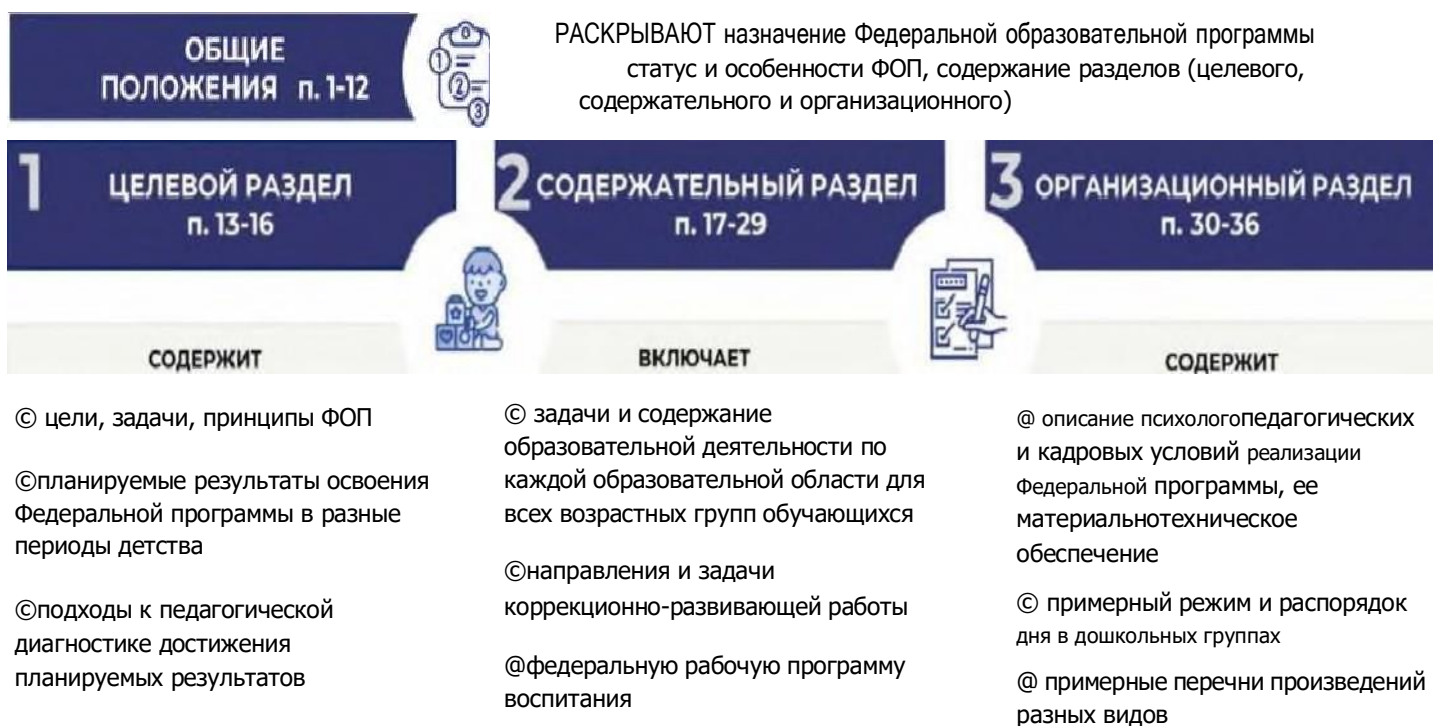 ОБЩИЕ
ПОЛОЖЕНИЯ п. 1-12
0
1
2
3
РАСКРЫВАЮТ назначение Федеральной образовательной программы
статус и особенности ФОП, содержание разделов (целевого,
содержательного и организационного)
1 ЦЕЛЕВОЙ РАЗДЕЛ
п. 13-16
СОДЕРЖИТ
© цели, задачи, принципы ФОП
©планируемые результаты освоения
Федеральной программы в разные
периоды детства
©подходы к педагогической
диагностике достижения
планируемых результатов
2 СОДЕРЖАТЕЛЬНЫЙ РАЗДЕЛ
п. 17-29
ВКЛЮЧАЕТ
© задачи и содержание
образовательной деятельности по
каждой образовательной области для
всех возрастных групп обучающихся
©направления и задачи
коррекционно-развивающей работы
@федеральную рабочую программу
воспитания
3 ОРГАНИЗАЦИОННЫЙ РАЗДЕЛ
п. 30-36
СОДЕРЖИТ
@ описание психологопедагогических
и кадровых условий реализации
Федеральной программы, ее
материальнотехническое
обеспечение
© примерный режим и распорядок
дня в дошкольных группах
@ примерные перечни произведений
разных видов